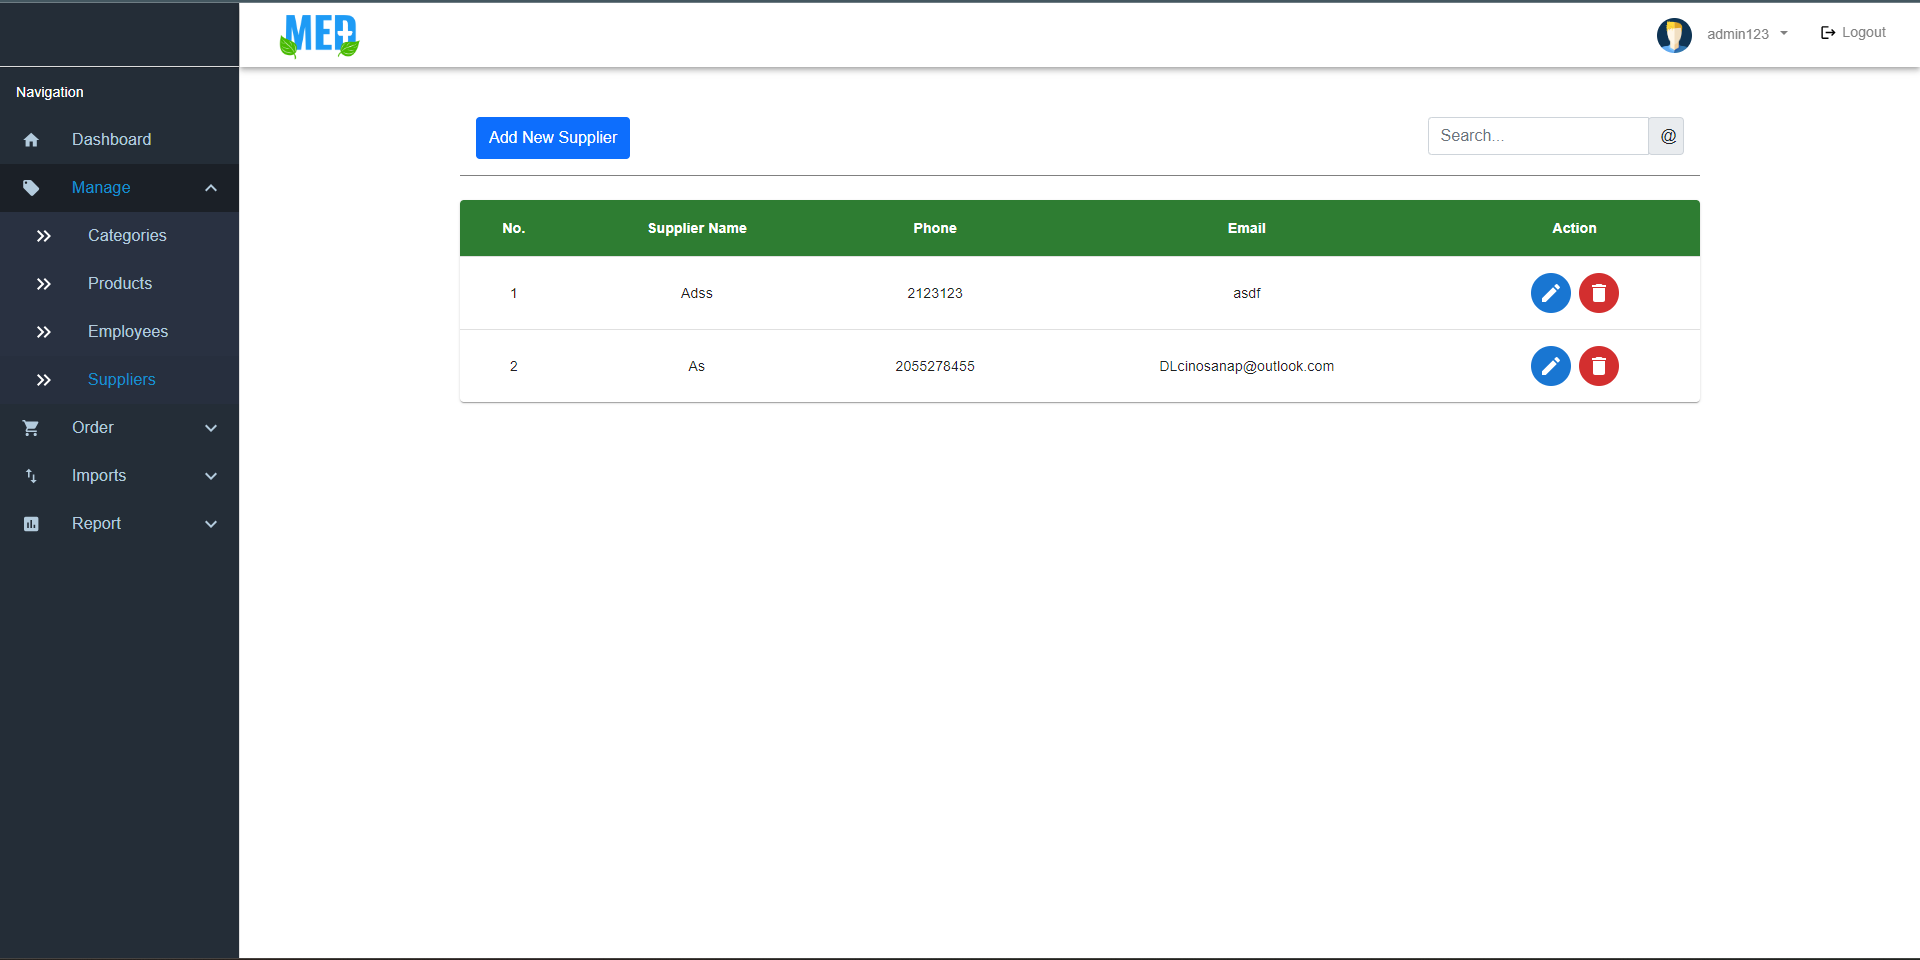 MED
admin123
Logout
Navigation
Dashboard
Manage
Categories
Products
Employees
Suppliers
Order
Imports
Report
Add New Supplier
Search...
@
No. Supplier Name Phone Email Action
1 Adss 2123123 asdf
2 As 2055278455 DLcinosanap@outlook.com